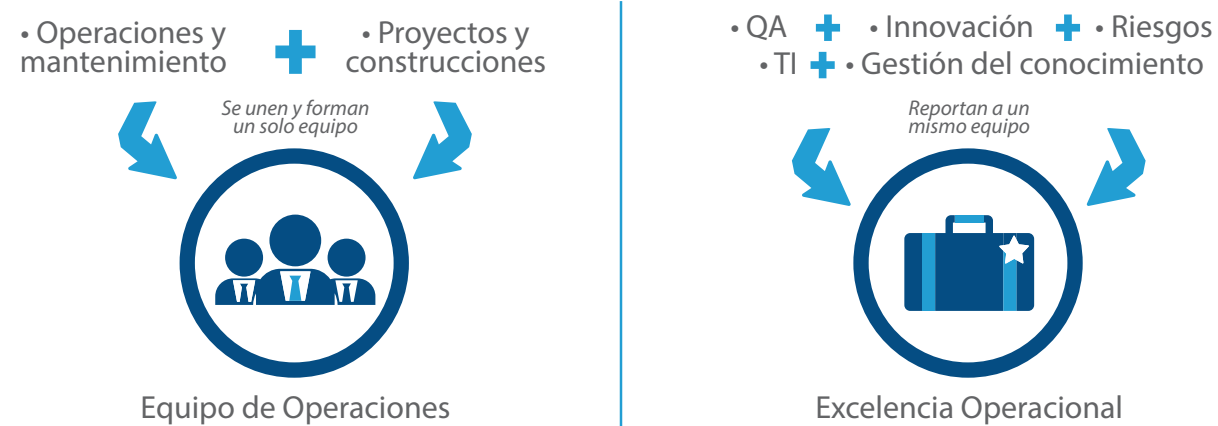 • Operaciones y
mantenimiento
• Proyectos y
construcciones
Se unen y forman
un solo equipo
Equipo de Operaciones
• QA • Innovación • Riesgos
• TI • Gestión del conocimiento
Reportan a un
mismo equipo
Excelencia Operacional